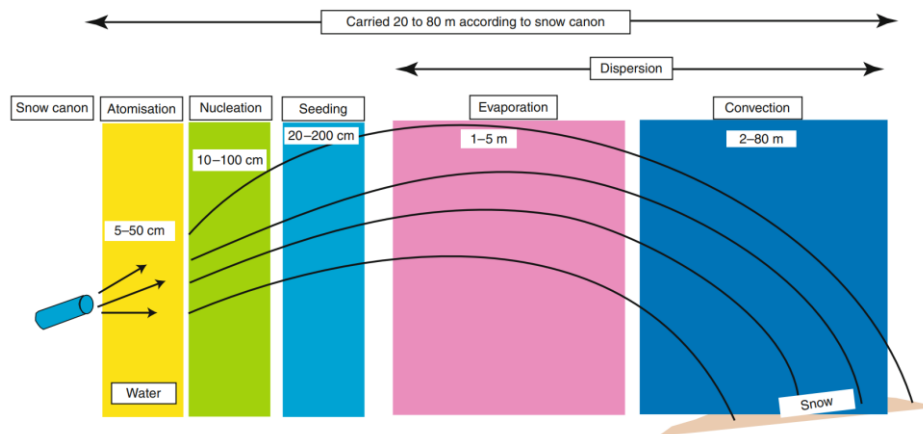 Carried 20 to 80 m according to snow canon
Dispersion
Snow canon
Atomisation
Nucleation
Seeding
Evaporation
Convection
20–200 cm
1–5 m
2–80 m
10–100 cm
5–50 cm
Water
Snow